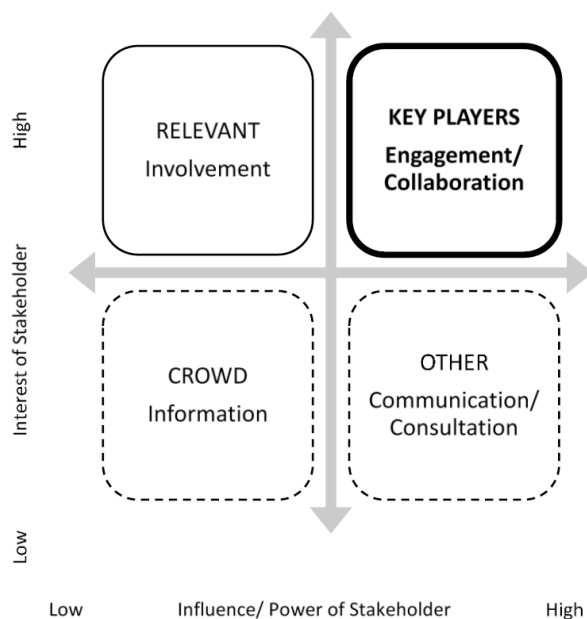 High
RELEVANT
Involvement
KEY PLAYERS
Engagement/
Collaboration
Interest of Stakeholder
CROWD
Information
OTHER
Communication/
Consultation
Low
Low
Influence/ Power of Stakeholder
High